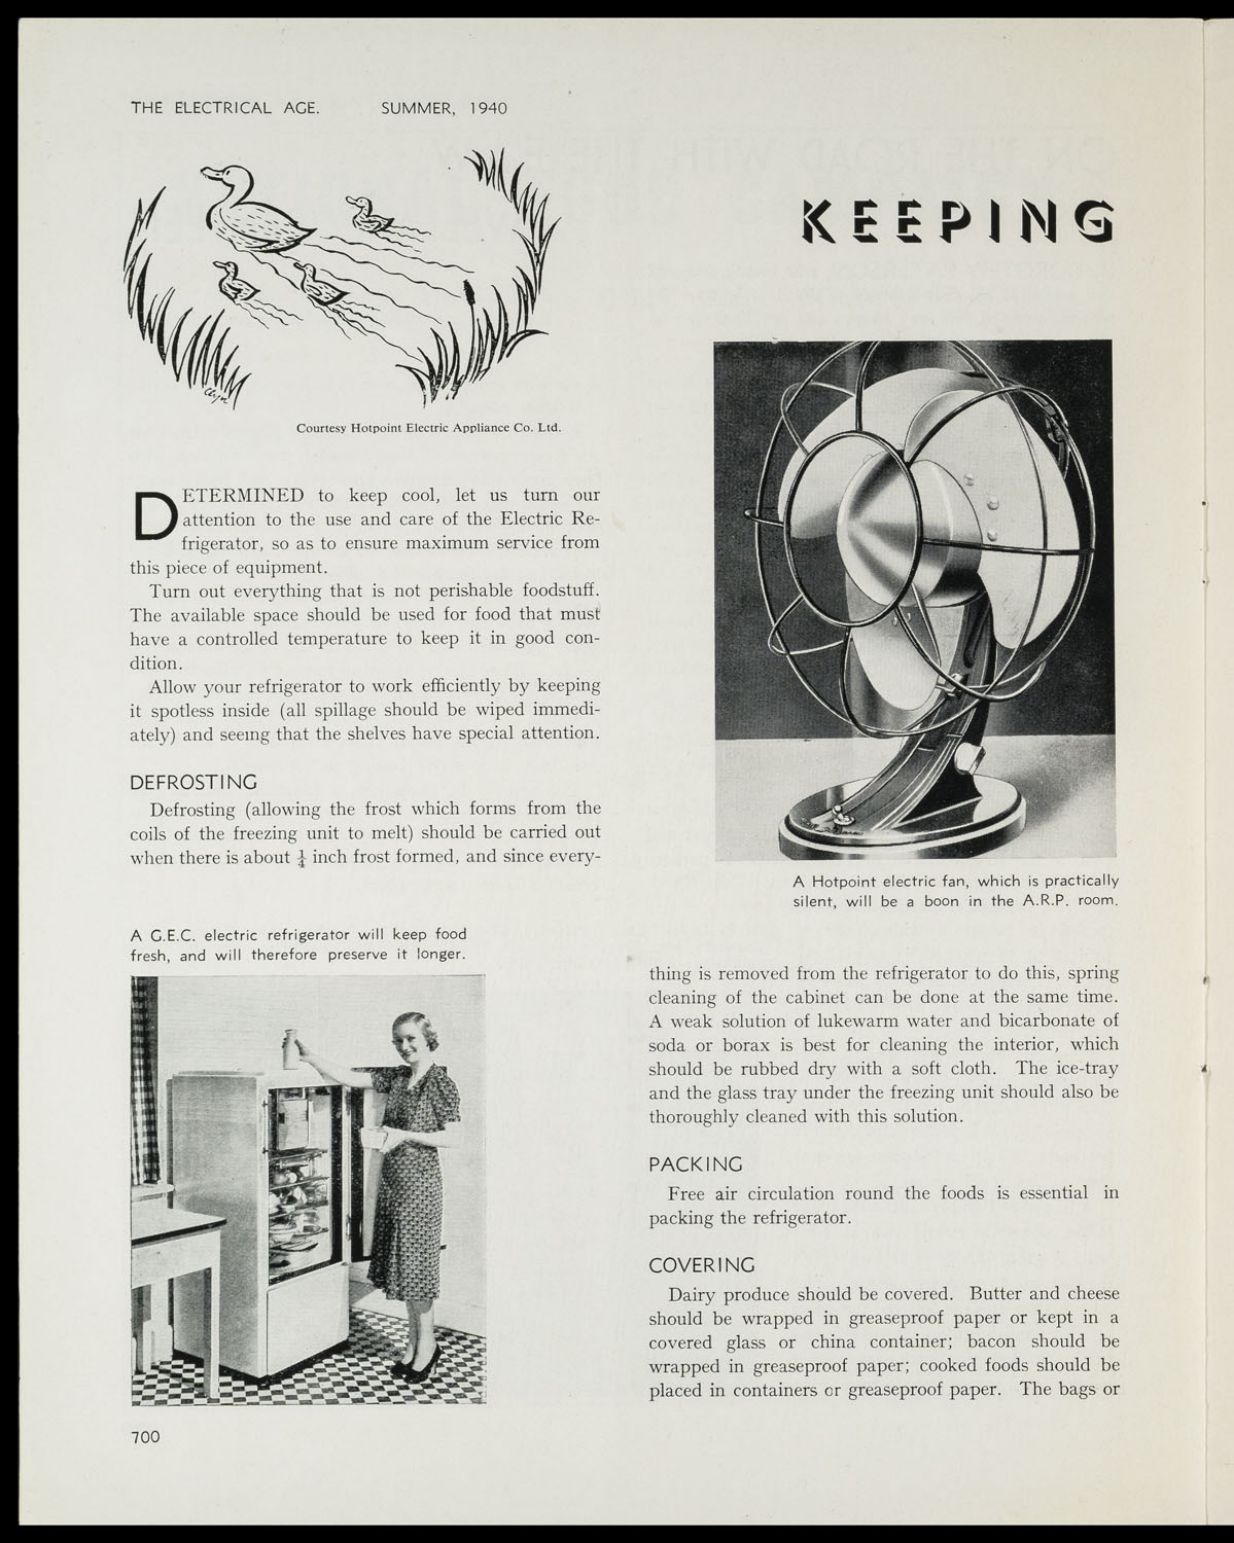 THE ELECTRICAL AGE. SUMMER, 1940
KEEPING
Courtesy Hotpoint Electric Appliance Co. Ltd.
DETERMINED to keep cool, let us turn our
attention to the use and care of the Electric Re-
frigerator, so as to ensure maximum service from
this piece of equipment.
Turn out everything that is not perishable foodstuff.
The available space should be used for food that must
have a controlled temperature to keep it in good con-
dition.
Allow your refrigerator to work efficiently by keeping
it spotless inside (all spillage should be wiped immedi-
ately) and seeing that the shelves have special attention.
DEFROSTING
Defrosting (allowing the frost which forms from the
coils of the freezing unit to melt) should be carried out
when there is about ¼ inch frost formed, and since every-
A G.E.C. electric refrigerator will keep food
fresh, and will therefore preserve it longer.
700
A Hotpoint electric fan, which is practically
silent, will be a boon in the A.R.P. room.
thing is removed from the refrigerator to do this, spring
cleaning of the cabinet can be done at the same time.
A weak solution of lukewarm water and bicarbonate of
soda or borax is best for cleaning the interior, which
should be rubbed dry with a soft cloth. The ice-tray
and the glass tray under the freezing unit should also be
thoroughly cleaned with this solution.
PACKING
Free air circulation round the foods is essential in
packing the refrigerator.
COVERING
Dairy produce should be covered. Butter and cheese
should be wrapped in greaseproof paper or kept in a
covered glass or china container; bacon should be
wrapped in greaseproof paper; cooked foods should be
placed in containers or greaseproof paper. The bags or